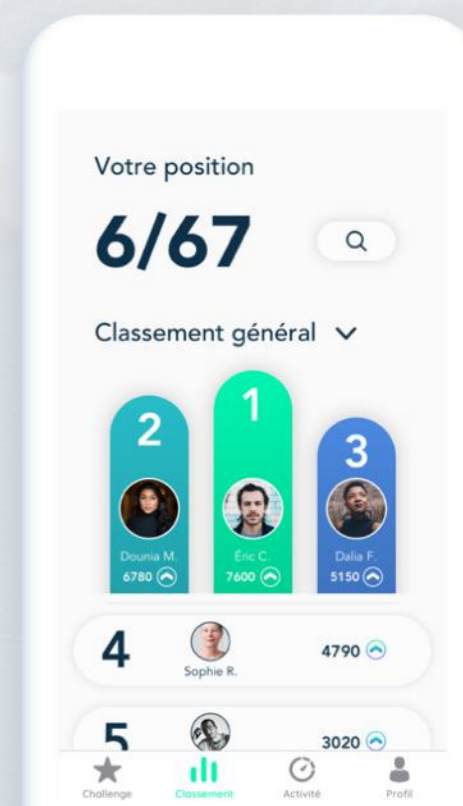 Votre position
6/67
Classement général
2
1
3
Dounia M.
Éric C.
Dalia F.
6780
7600
5150
4
Sophie R.
4790
5
3020
Challenge
Classement
Activité
Profil